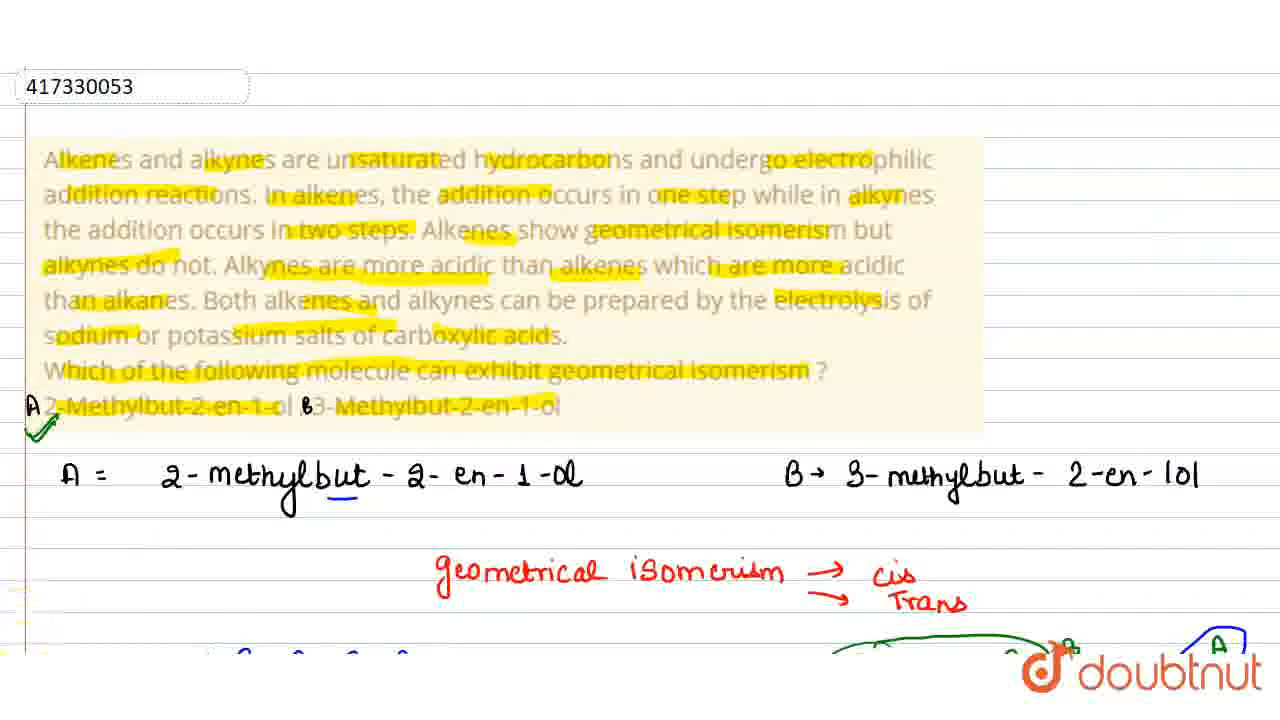 417330053
Alkenes and alkynes are unsaturated hydrocarbons and undergo electrophilic
addition reactions. In alkenes, the addition occurs in one step while in alkynes
the addition occurs in two steps. Alkenes show geometrical isomerism but
alkynes do not. Alkynes are more acidic than alkenes which are more acidic
than alkanes. Both alkenes and alkynes can be prepared by the electrolysis of
sodium or potassium salts of carboxylic acids.
Which of the following molecule can exhibit geometrical isomerism ?
A 2-Methylbut-2-en-1-ol B 3-Methylbut-2-en-1-ol
A = 2- methylbut - 2- en - 1 -ol B → 3- methylbut - 2-en - 1ol
geometrical isomerism → cis
→ Trans
B A
doubtnut